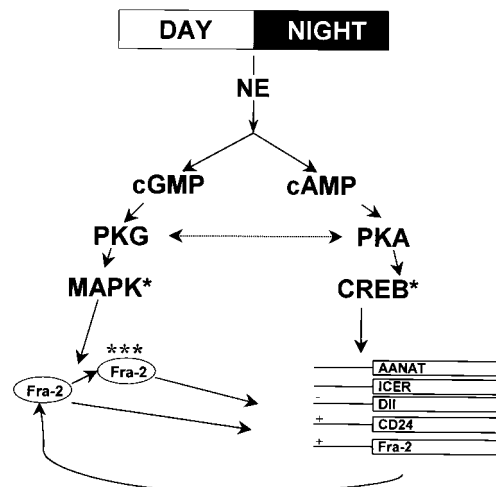 DAY NIGHT
NE
cGMP cAMP
PKG PKA
MAPK* CREB*
***
Fra-2
Fra-2
AANAT
ICER
- DII
+ CD24
+ Fra-2